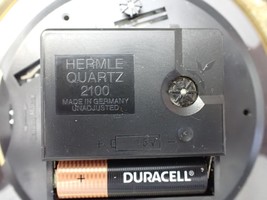 HERMLE
QUARTZ
2100
MADE IN GERMANY
UNADJUSTED
+
DURACELL